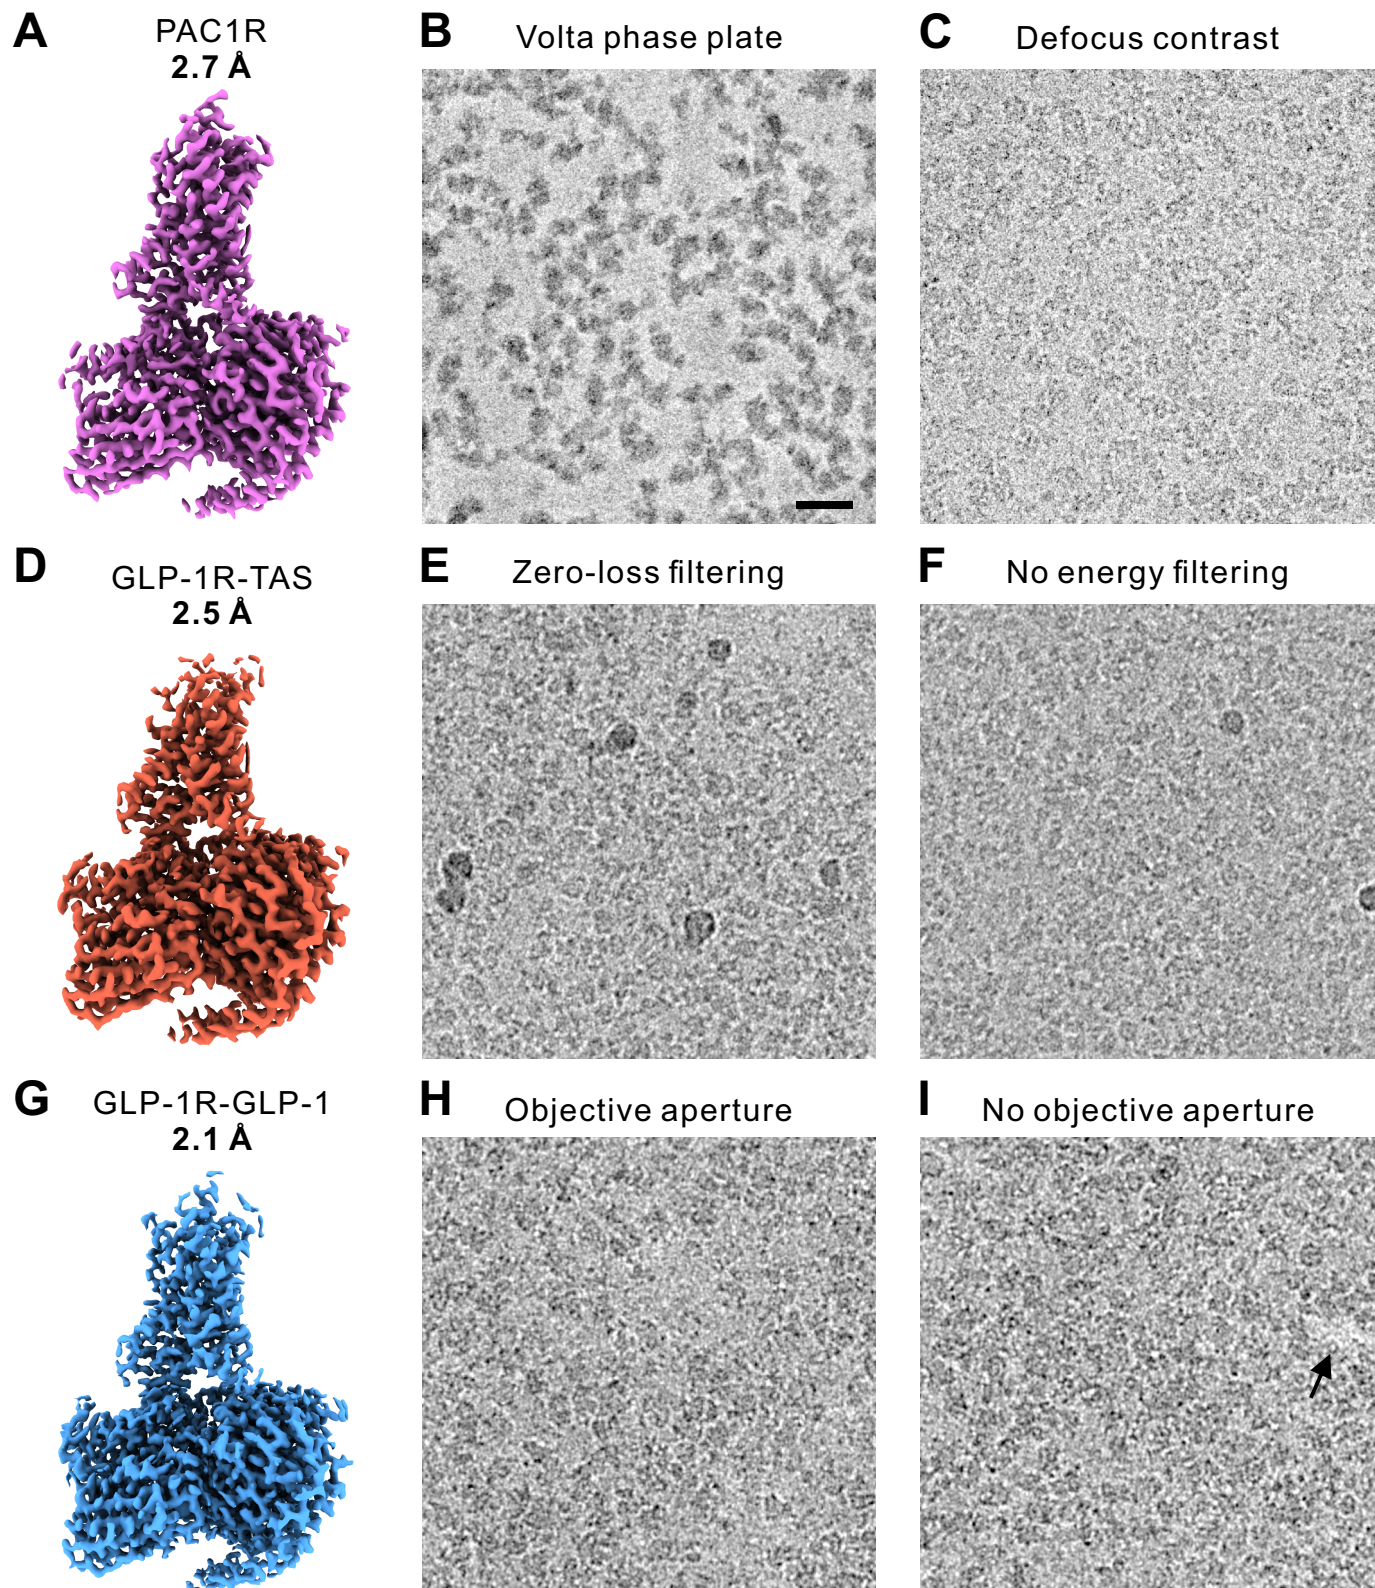 A
PAC1R
2.7 Å
B
Volta phase plate
C
Defocus contrast
D
GLP-1R-TAS
2.5 Å
E
Zero-loss filtering
F
No energy filtering
G
GLP-1R-GLP-1
2.1 Å
H
Objective aperture
I
No objective aperture